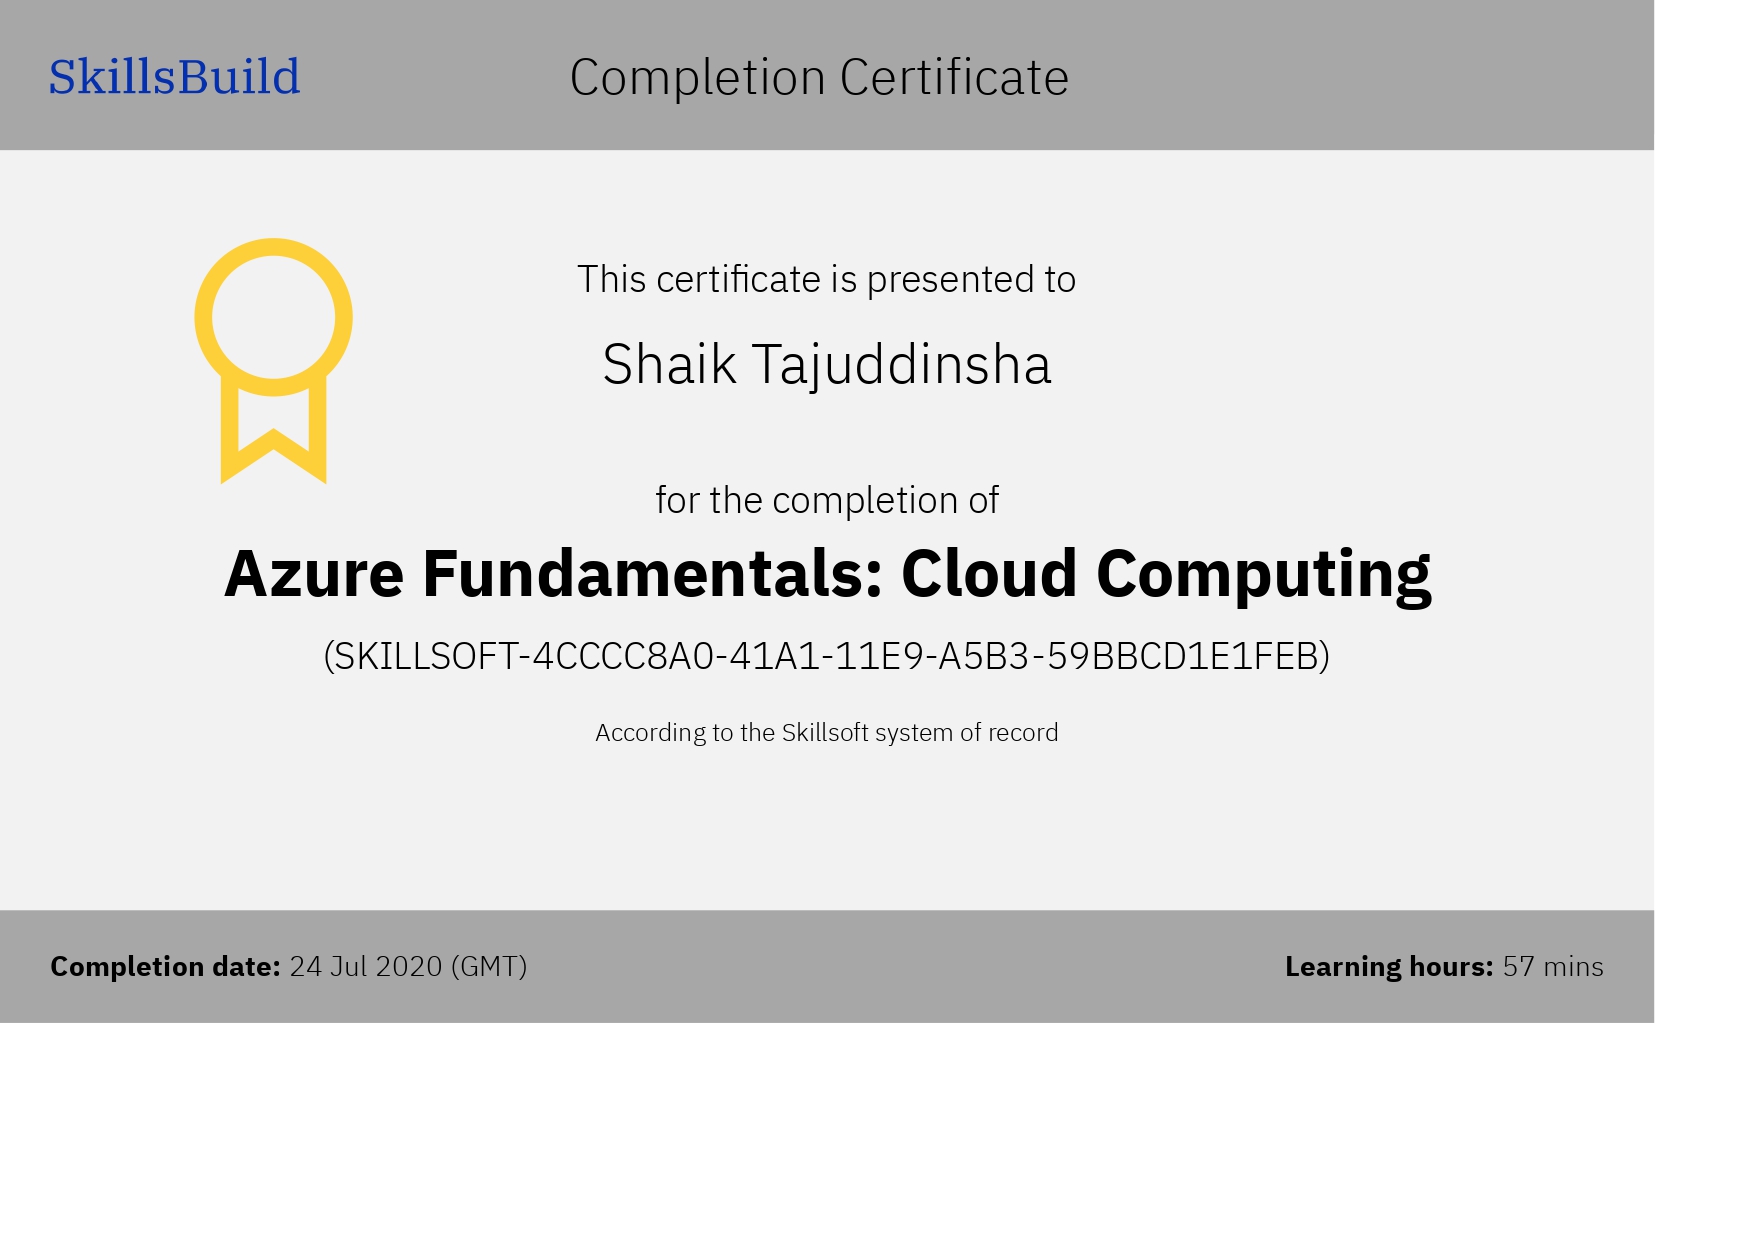 SkillsBuild
Completion Certificate
This certificate is presented to
Shaik Tajuddinsha
for the completion of
Azure Fundamentals: Cloud Computing
(SKILLSOFT-4CCCC8A0-41A1-11E9-A5B3-59BBCD1E1FEB)
According to the Skillsoft system of record
Completion date: 24 Jul 2020 (GMT)
Learning hours: 57 mins